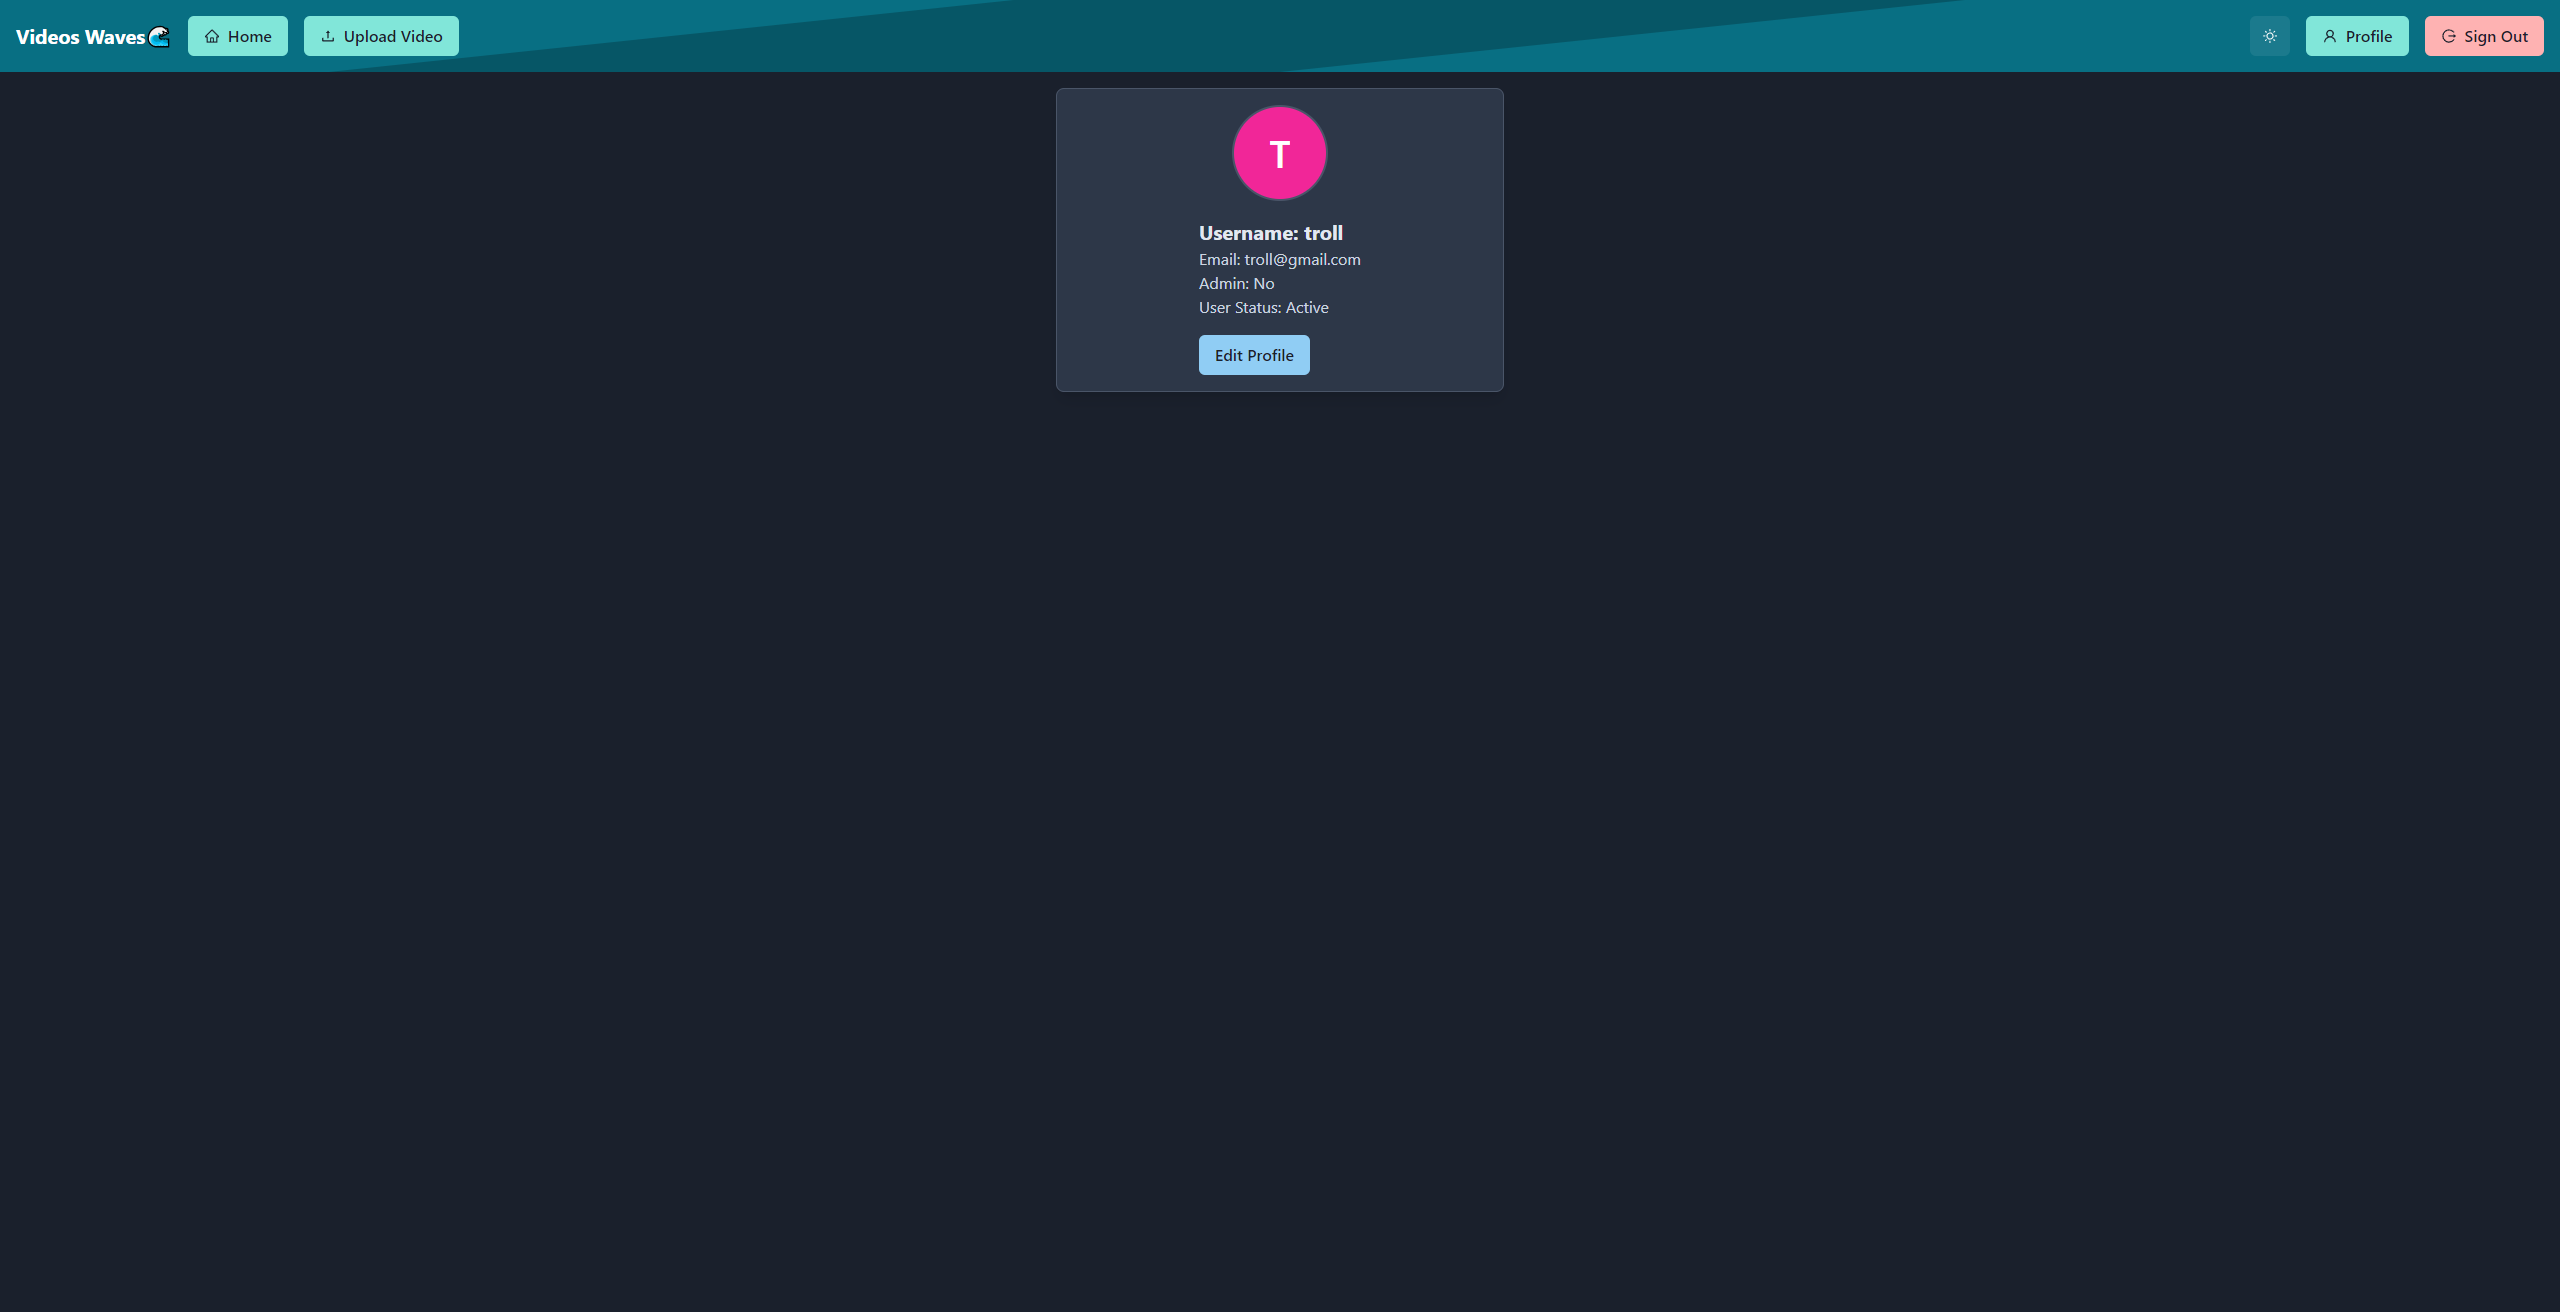 Videos Waves🌊 Home Upload Video Profile Sign Out
T
Username: troll
Email: troll@gmail.com
Admin: No
User Status: Active
Edit Profile